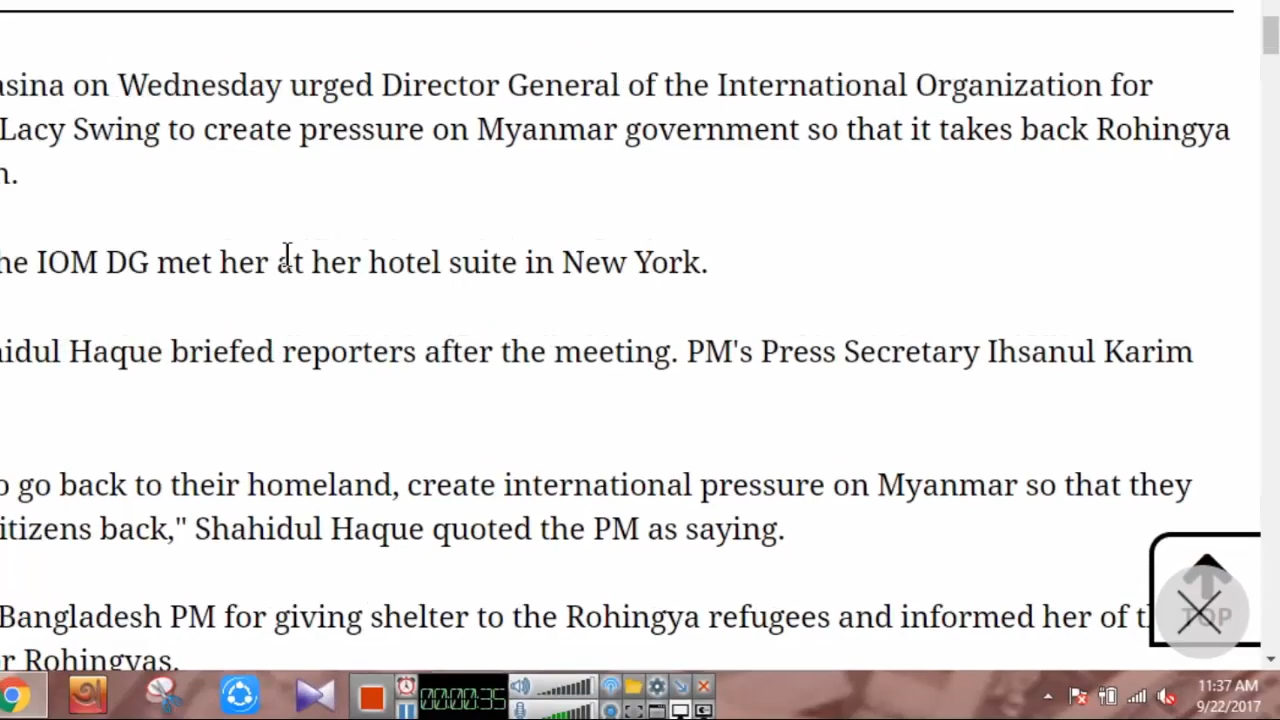 asina on Wednesday urged Director General of the International Organization for
Lacy Swing to create pressure on Myanmar government so that it takes back Rohingya
n.
he IOM DG met her at her hotel suite in New York.
hidul Haque briefed reporters after the meeting. PM's Press Secretary Ihsanul Karim
o go back to their homeland, create international pressure on Myanmar so that they
itizens back," Shahidul Haque quoted the PM as saying.
Bangladesh PM for giving shelter to the Rohingya refugees and informed her of t
TOP
r Rohingyas.
00:00:35
11:37 AM
9/22/2017